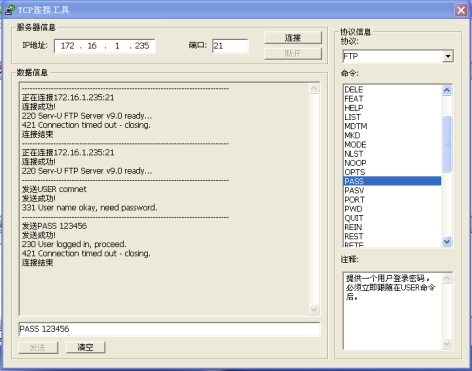 TCP连接工具
服务器信息
IP地址: 172 . 16 . 1 . 235 端口: 21
连接
断开
数据信息
------------------------------------------------------------
正在连接172.16.1.235:21
连接成功!
220 Serv-U FTP Server v9.0 ready...
421 Connection timed out - closing.
连接结束
------------------------------------------------------------
正在连接172.16.1.235:21
连接成功!
220 Serv-U FTP Server v9.0 ready...
------------------------------------------------------------
发送USER comnet
发送成功!
331 User name okay, need password.
------------------------------------------------------------
发送PASS 123456
发送成功!
230 User logged in, proceed.
421 Connection timed out - closing.
连接结束
PASS 123456
发送 清空
协议信息
协议:
FTP
命令:
DELE
FEAT
HELP
LIST
MDTM
MKD
MODE
NLST
NOOP
OPTS
PASS
PASV
PORT
PWD
QUIT
REIN
REST
RETR
注释:
提供一个用户登录密码，
必须立即跟随在USER命令
后。